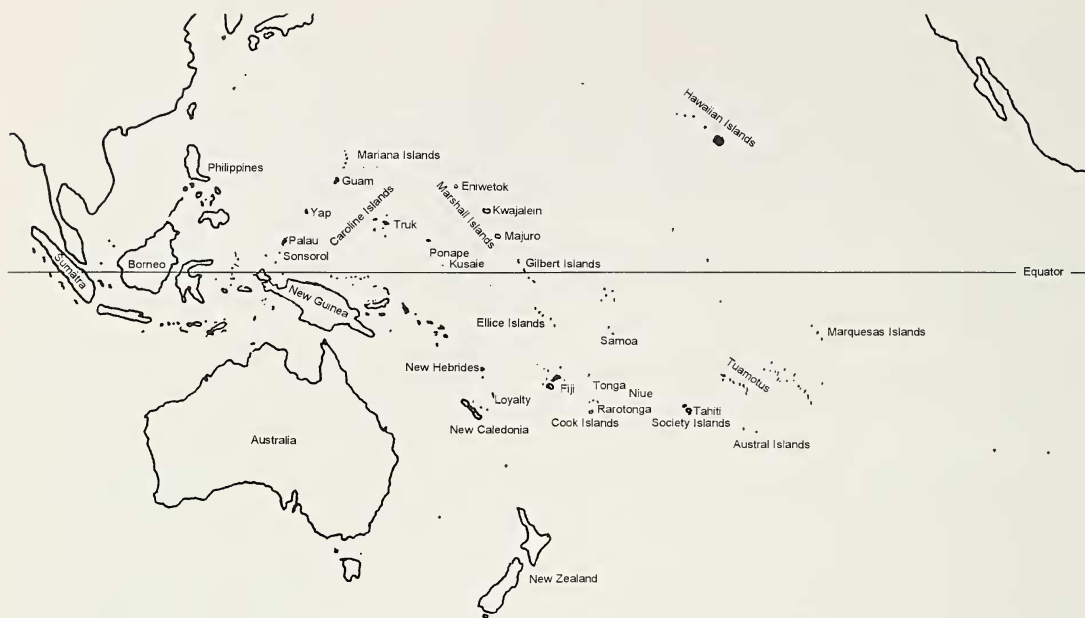 Hawaiian Islands
Mariana Islands
Philippines
Guam
Eniwetok
Caroline Islands
Marshall Islands
Yap
Kwajalein
Truk
Palau
Majuro
Sonsorol
Ponape
Borneo
Kusaie
Gilbert Islands
Sumatra
Equator
New Guinea
Ellice Islands
Samoa
Marquesas Islands
New Hebrides
Tuamotus
Fiji
Tonga
Niue
Loyalty
Rarotonga
Tahiti
New Caledonia
Cook Islands
Society Islands
Australia
Austral Islands
New Zealand